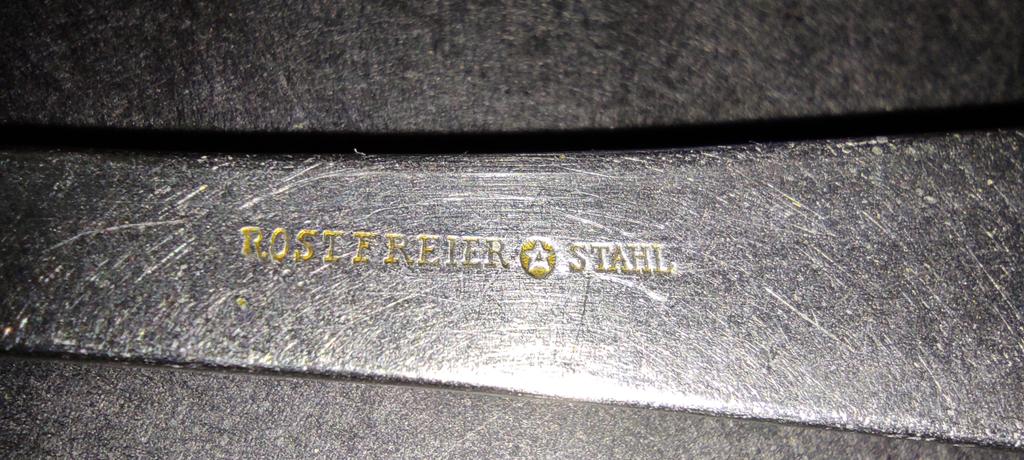 ROSTFREIER A STAHL